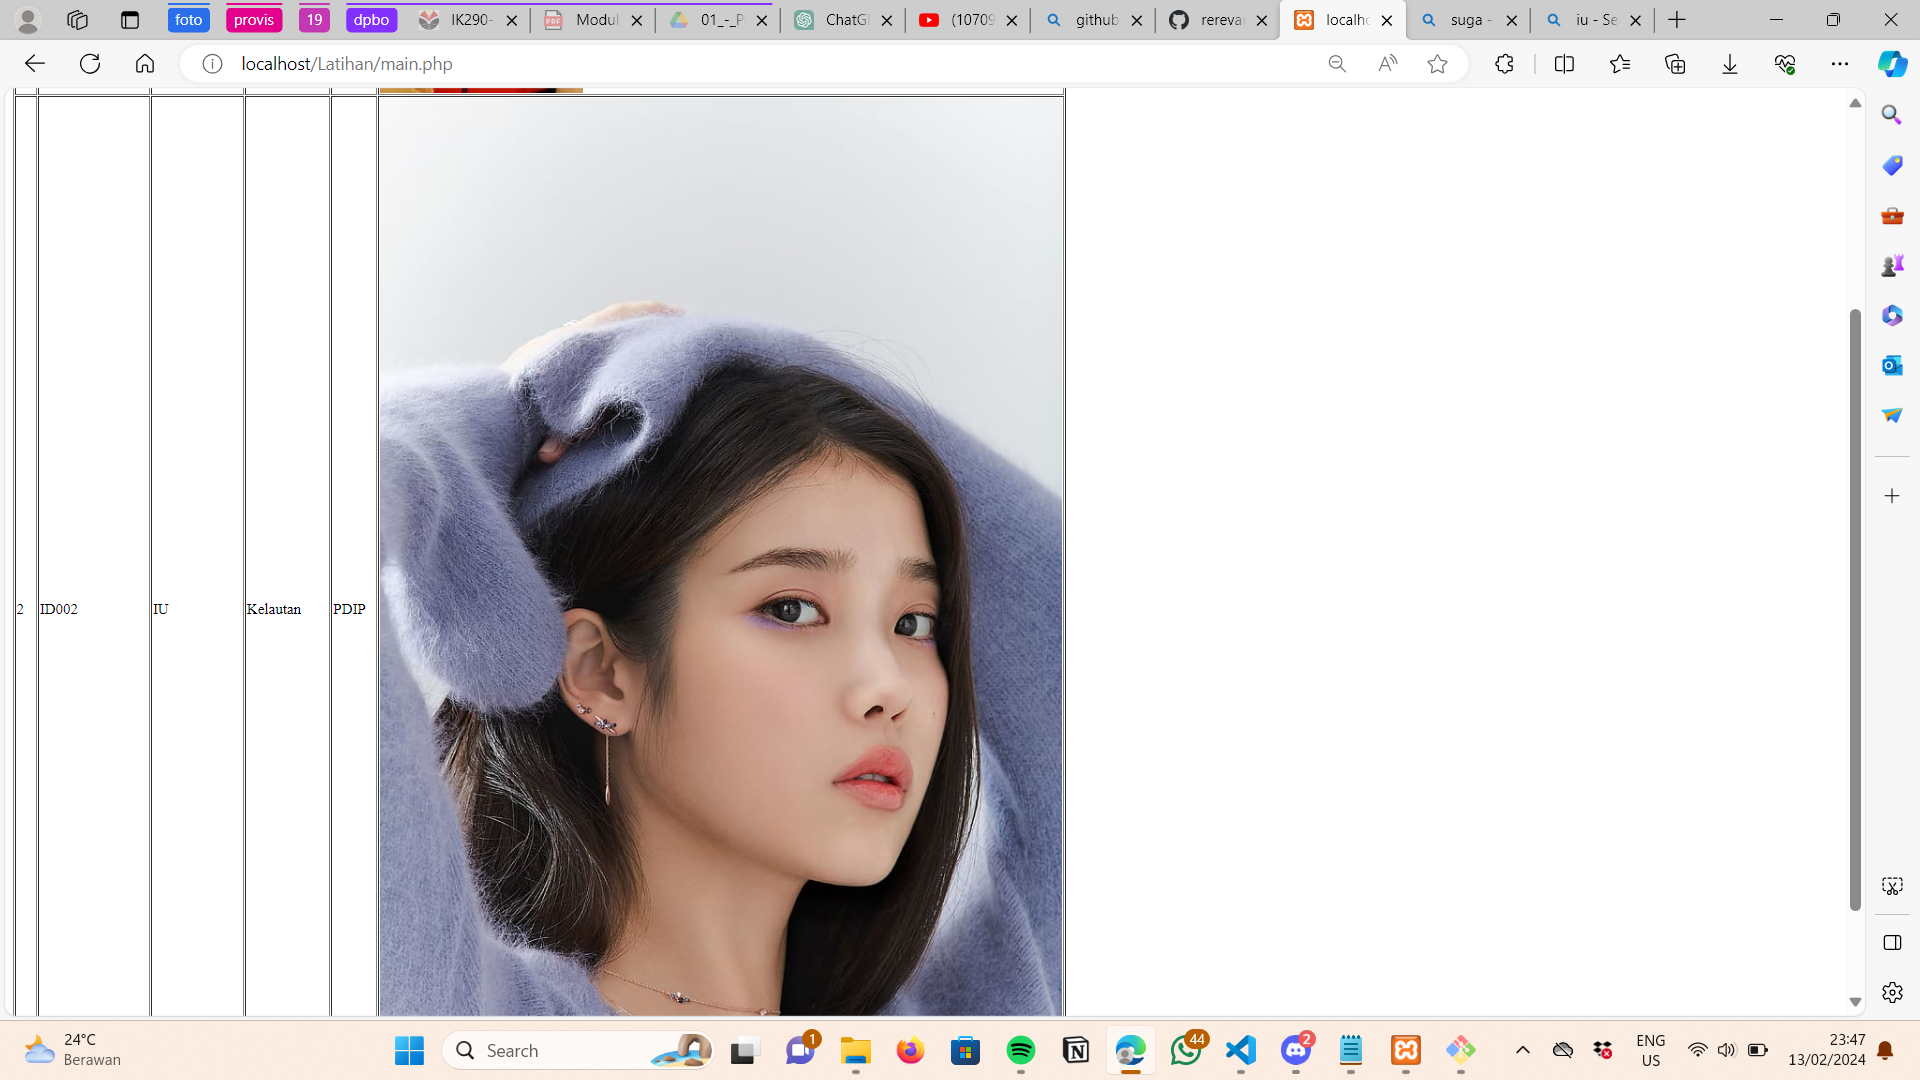 foto
provis
19
dpbo
IK290-
Modul
01_-_P
ChatG
(10709
github
rereva
localho
suga -
iu - Se
localhost/Latihan/main.php
2 ID002 IU Kelautan PDIP
24°C
Berawan
Search
1
44
2
ENG
US
23:47
13/02/2024